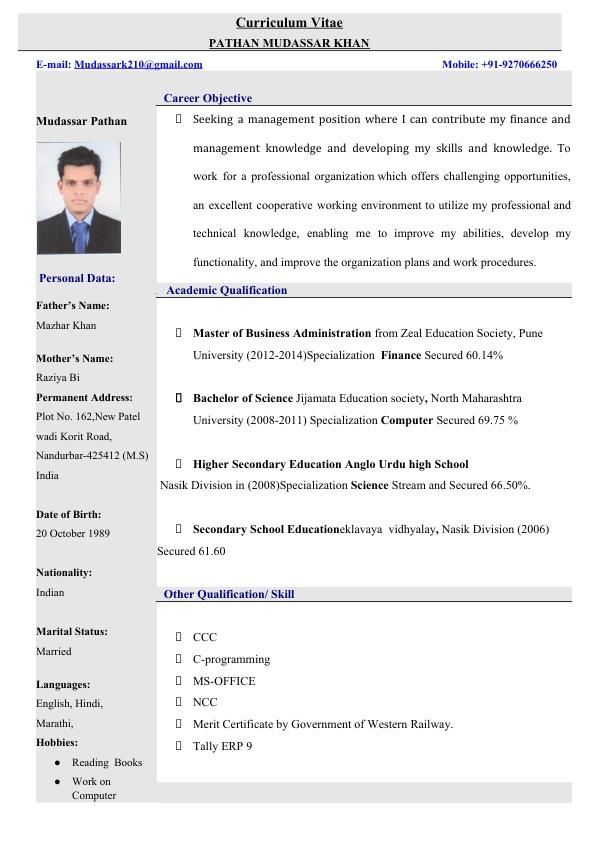 Curriculum Vitae
PATHAN MUDASSAR KHAN
E-mail: Mudassark210@gmail.com Mobile: +91-9270666250
Mudassar Pathan
Personal Data:
Father's Name:
Mazhar Khan
Mother's Name:
Raziya Bi
Permanent Address:
Plot No. 162,New Patel
wadi Korit Road,
Nandurbar-425412 (M.S)
India
Date of Birth:
20 October 1989
Nationality:
Indian
Marital Status:
Married
Languages:
English, Hindi,
Marathi,
Hobbies:
● Reading Books
● Work on
Computer
Career Objective
Seeking a management position where I can contribute my finance and
management knowledge and developing my skills and knowledge. To
work for a professional organization which offers challenging opportunities,
an excellent cooperative working environment to utilize my professional and
technical knowledge, enabling me to improve my abilities, develop my
functionality, and improve the organization plans and work procedures.
Academic Qualification
Master of Business Administration from Zeal Education Society, Pune
University (2012-2014)Specialization Finance Secured 60.14%
Bachelor of Science Jijamata Education society, North Maharashtra
University (2008-2011) Specialization Computer Secured 69.75 %
Higher Secondary Education Anglo Urdu high School
Nasik Division in (2008)Specialization Science Stream and Secured 66.50%.
Secondary School Educationeklavaya vidhyalay, Nasik Division (2006)
Secured 61.60
Other Qualification/ Skill
CCC
C-programming
MS-OFFICE
NCC
Merit Certificate by Government of Western Railway.
Tally ERP 9